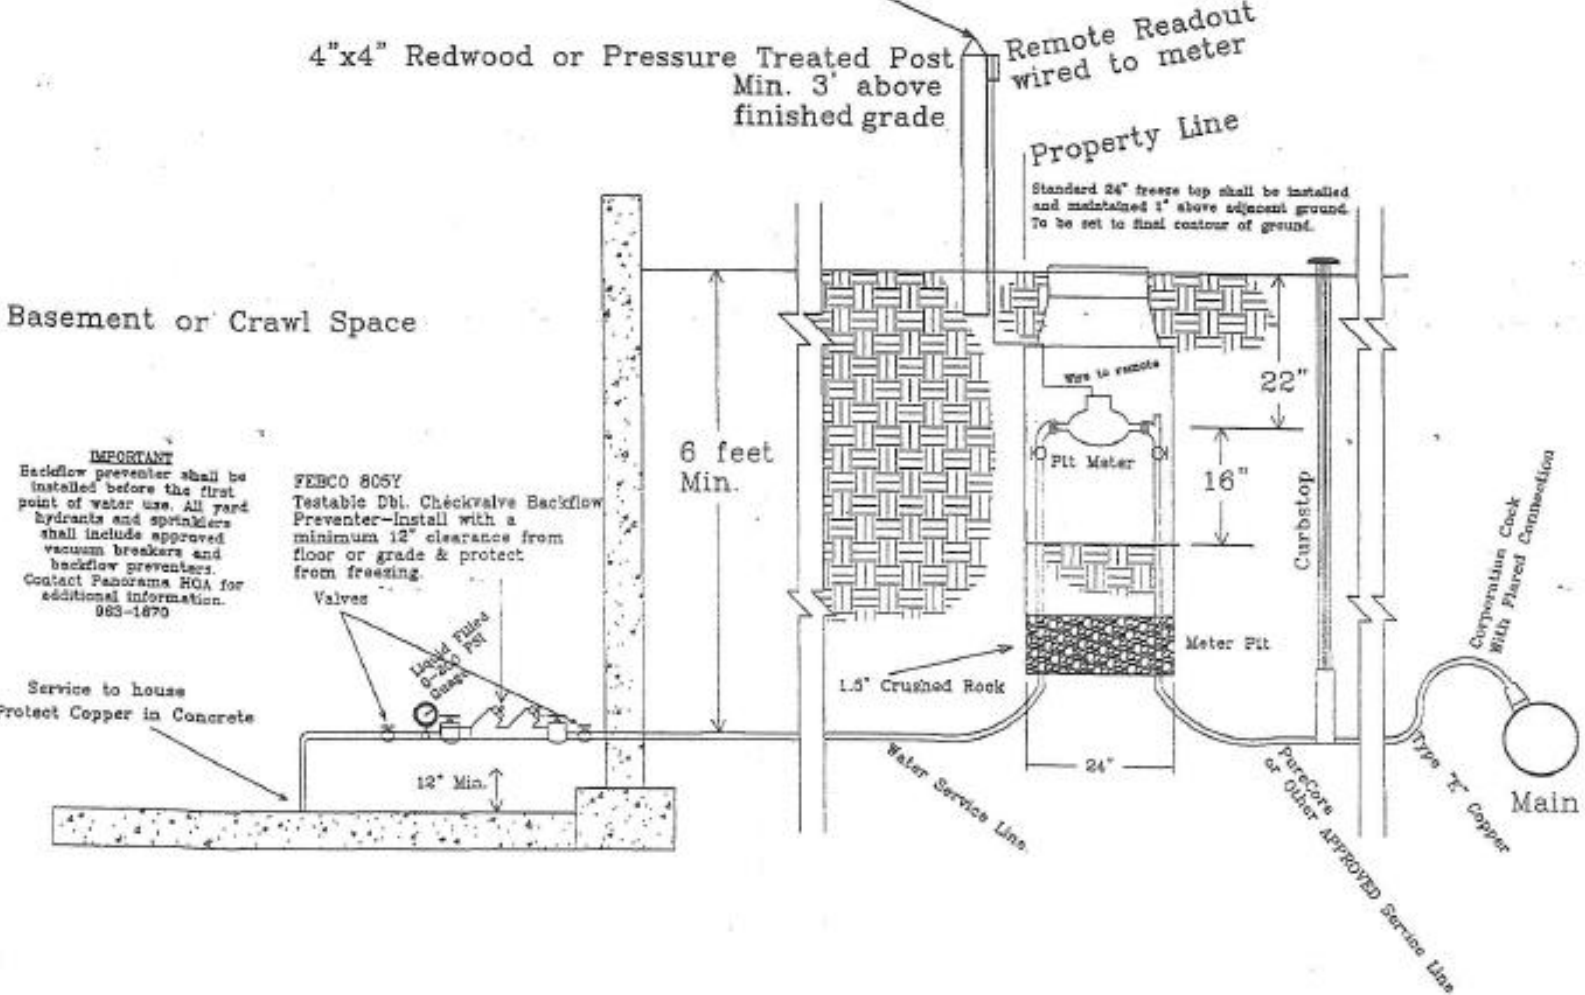 4"x4" Redwood or Pressure Treated Post
Min. 3' above
finished grade
Remote Readout
wired to meter
Property Line
Standard 24" freeze top shall be installed
and maintained 1" above adjacent ground.
To be set to final contour of ground.
Basement or Crawl Space
IMPORTANT
Backflow preventer shall be
installed before the first
point of water use. All yard
hydrants and sprinklers
shall include approved
vacuum breakers and
backflow preventers.
Contact Panorama HOA for
additional information.
963-1670
FEBCO 805Y
Testable Dbl. Checkvalve Backflow
Preventer-Install with a
minimum 12" clearance from
floor or grade & protect
from freezing.
Valves
Liquid Filled
0-200 PSI
Guage
Service to house
Protect Copper in Concrete
12" Min.
6 feet
Min.
Wire to remote
Pit Meter
22"
16"
Curbstop
Meter Pit
1.5" Crushed Rock
24"
Water Service Line
PureCore
or Other APPROVED Service Line
Type "K" Copper
Corporation Cock
With Flared Connection
Main